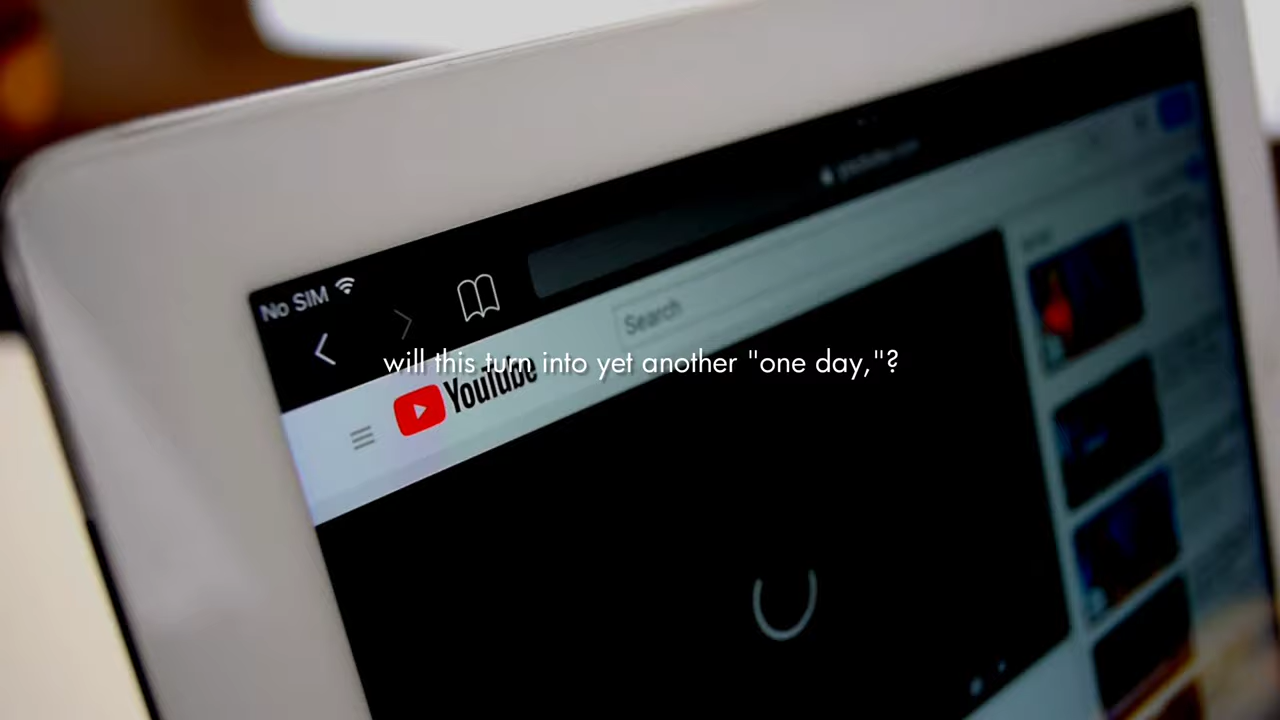 No SIM
Search
will this turn into yet another "one day,"?
YouTube